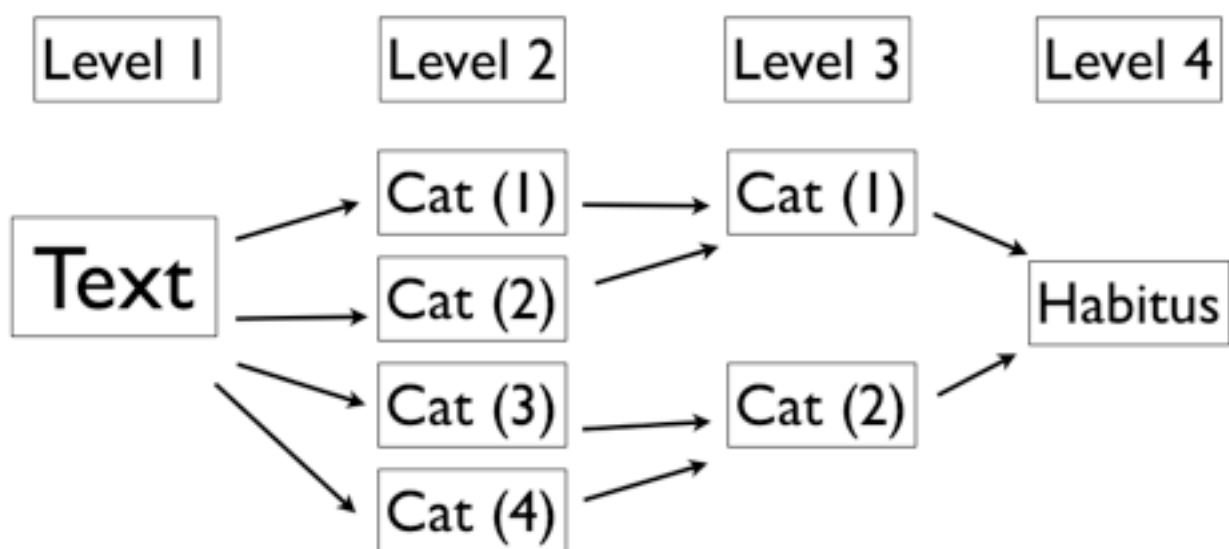 Level 1
Level 2
Level 3
Level 4
Text
Cat (1)
Cat (2)
Cat (3)
Cat (4)
Cat (1)
Cat (2)
Habitus